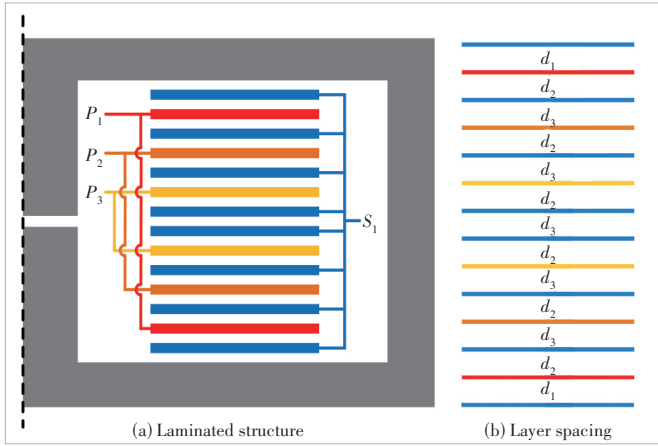 P₁
P₂
P₃
S₁
(a) Laminated structure
d₁
d₂
d₃
d₂
d₃
d₂
d₃
d₂
d₃
d₂
d₃
d₂
d₁
(b) Layer spacing